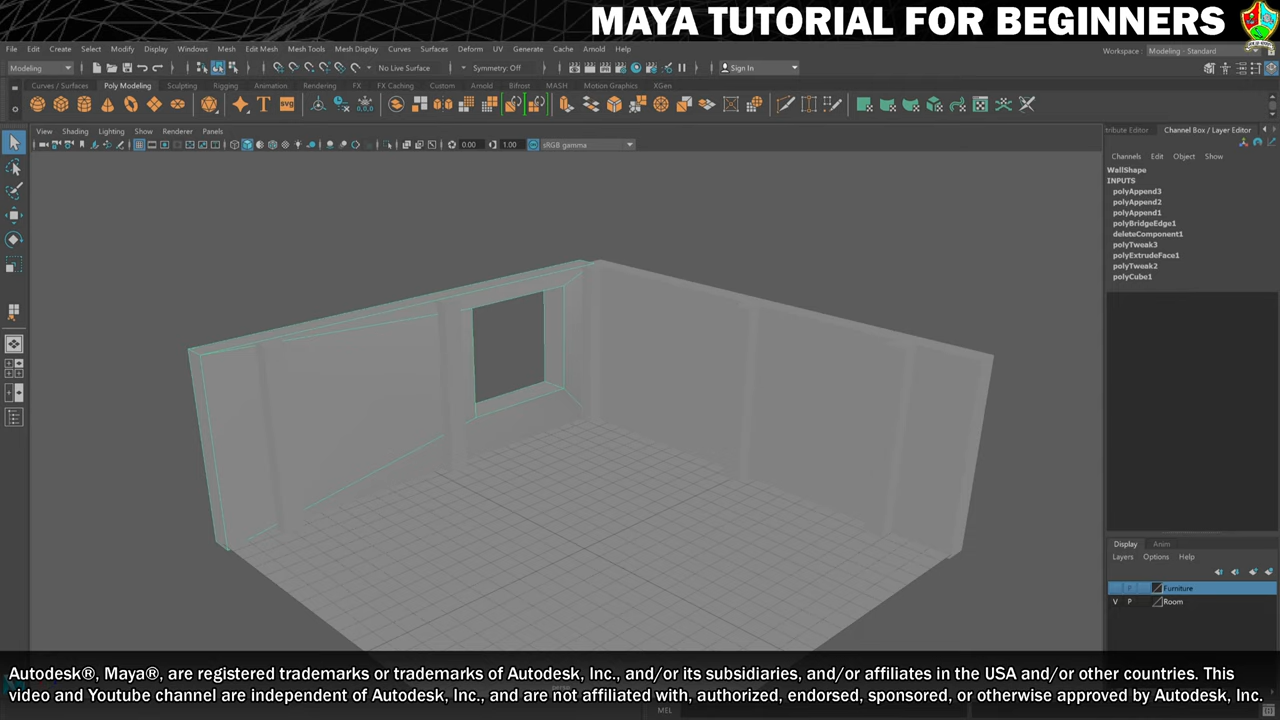 MAYA TUTORIAL FOR BEGINNERS
File Edit Create Select Modify Display Windows Mesh Edit Mesh Mesh Tools Mesh Display Curves Surfaces Deform UV Generate Cache Arnold Help
Workspace : Modeling - Standard
Modeling No Live Surface Symmetry: Off Sign In
Curves / Surfaces Poly Modeling Sculpting Rigging Animation Rendering FX FX Caching Custom Arnold Bifrost MASH Motion Graphics XGen
SVG 0,0,0
View Shading Lighting Show Renderer Panels
0.00 1.00 sRGB gamma
tribute Editor Channel Box / Layer Editor
Channels Edit Object Show
WallShape
INPUTS
polyAppend3
polyAppend2
polyAppend1
polyBridgeEdge1
deleteComponent1
polyTweak3
polyExtrudeFace1
polyTweak2
polyCube1
Display Anim
Layers Options Help
P Furniture
V P Room
Autodesk®, Maya®, are registered trademarks or trademarks of Autodesk, Inc., and/or its subsidiaries, and/or affiliates in the USA and/or other countries. This
video and Youtube channel are independent of Autodesk, Inc., and are not affiliated with, authorized, endorsed, sponsored, or otherwise approved by Autodesk, Inc.
MEL